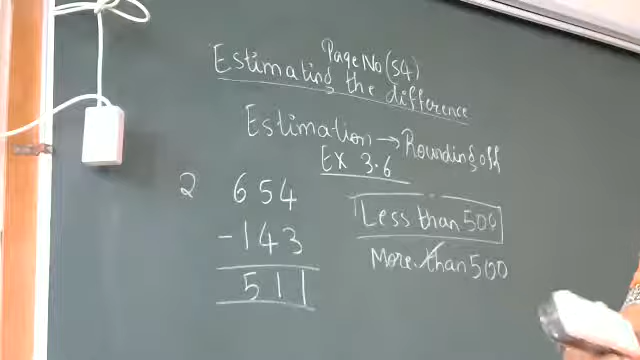 Page No (54)
Estimating the difference
Estimation → Rounding off
Ex 3.6
2 654
- 143
511
Less than 500
More than 500